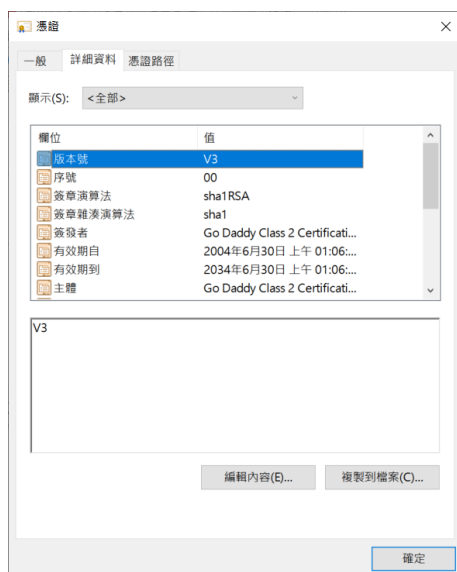 憑證
一般 詳細資料 憑證路徑
顯示(S): <全部>
欄位 值
版本號 V3
序號 00
簽章演算法 sha1RSA
簽章雜湊演算法 sha1
簽發者 Go Daddy Class 2 Certificati...
有效期自 2004年6月30日 上午 01:06:...
有效期到 2034年6月30日 上午 01:06:...
主體 Go Daddy Class 2 Certificati...
V3
編輯內容(E)... 複製到檔案(C)...
確定